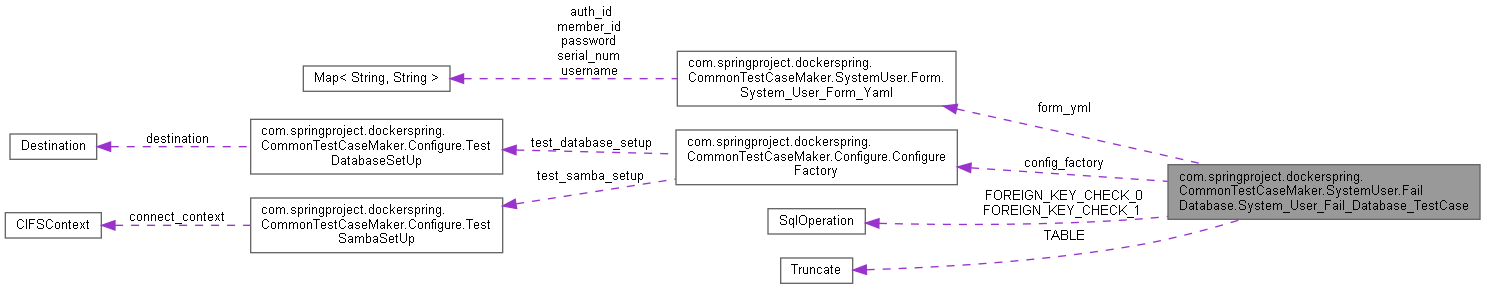 auth_id
member_id
password
serial_num
username
Map< String, String >
com.springproject.dockerspring.
CommonTestCaseMaker.SystemUser.Form.
System_User_Form_Yaml
form_yml
Destination
destination
com.springproject.dockerspring.
CommonTestCaseMaker.Configure.Test
DatabaseSetUp
test_database_setup
com.springproject.dockerspring.
CommonTestCaseMaker.Configure.Configure
Factory
config_factory
com.springproject.dockerspring.
CommonTestCaseMaker.SystemUser.Fail
Database.System_User_Fail_Database_TestCase
test_samba_setup
CIFSContext
connect_context
com.springproject.dockerspring.
CommonTestCaseMaker.Configure.Test
SambaSetUp
SqlOperation
FOREIGN_KEY_CHECK_0
FOREIGN_KEY_CHECK_1
TABLE
Truncate